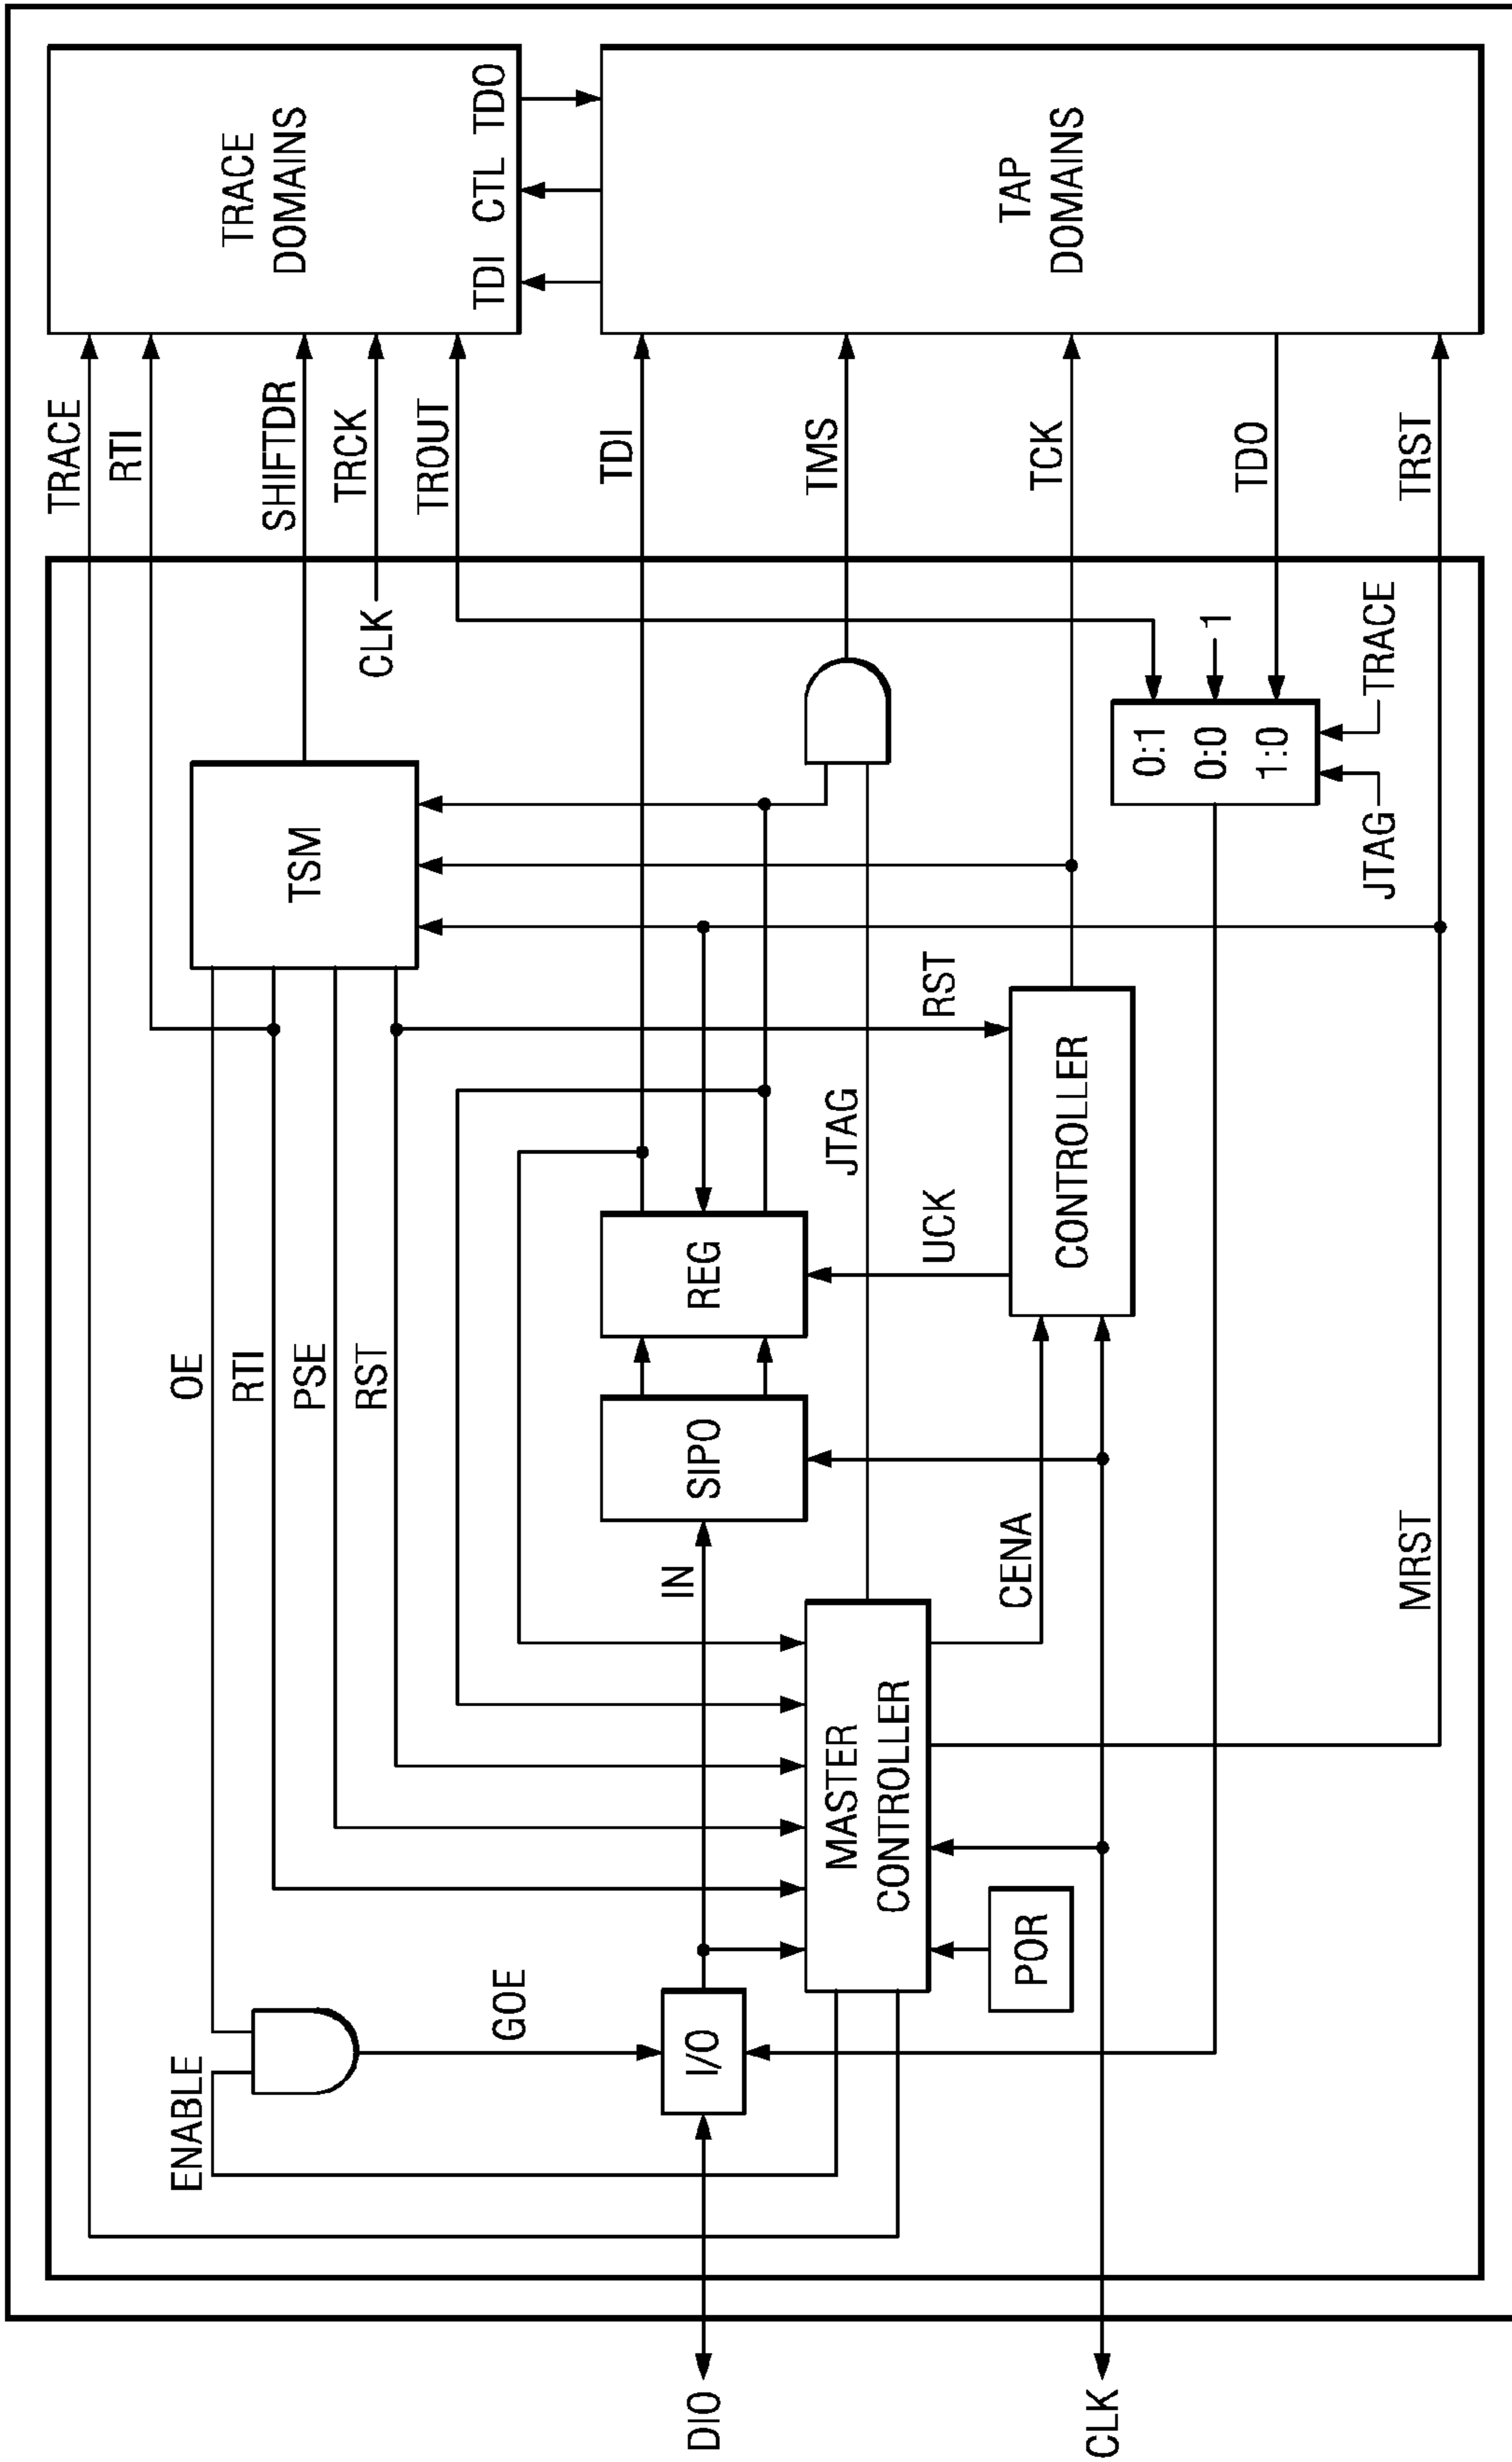 TRACE
RTI
ENABLE
OE
RTI
TRACE
DOMAINS
SHIFTDR
PSE
TSM
TRCK
RST
CLK
TROUT
TDI CTL TDO
GOE
TDI
IN
DIO
I/O
SIPO
REG
TMS
MASTER
CONTROLLER
JTAG
UCK
RST
CENA
POR
TCK
TAP
DOMAINS
CONTROLLER
CLK
0:1
0:0
1
TDO
1:0
JTAG
TRACE
MRST
TRST